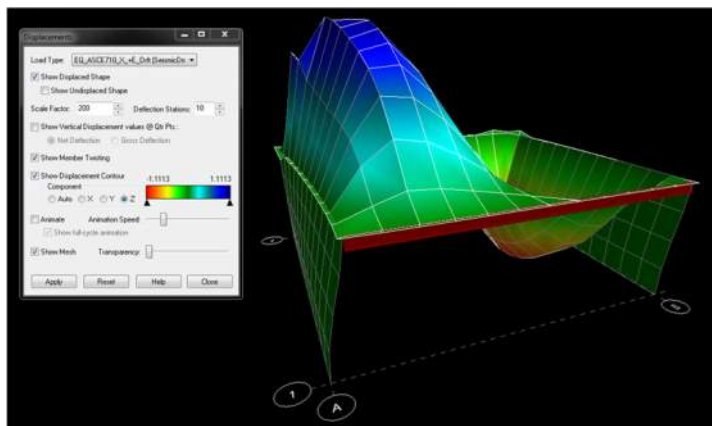 Displacements
Load Type: EQ_ASCE710_X_+E_Drft (SeismicDri
Show Displaced Shape
Show Undisplaced Shape
Scale Factor: 200 Deflection Stations: 10
Show Vertical Displacement values @ Qtr Pts.:
Net Deflection Gross Deflection
Show Member Twisting
Show Displacement Contour -1.1113 1.1113
Component
Auto X Y Z
Animate Animation Speed:
Show full-cycle animation
Show Mesh Transparency:
Apply Reset Help Close
1
A